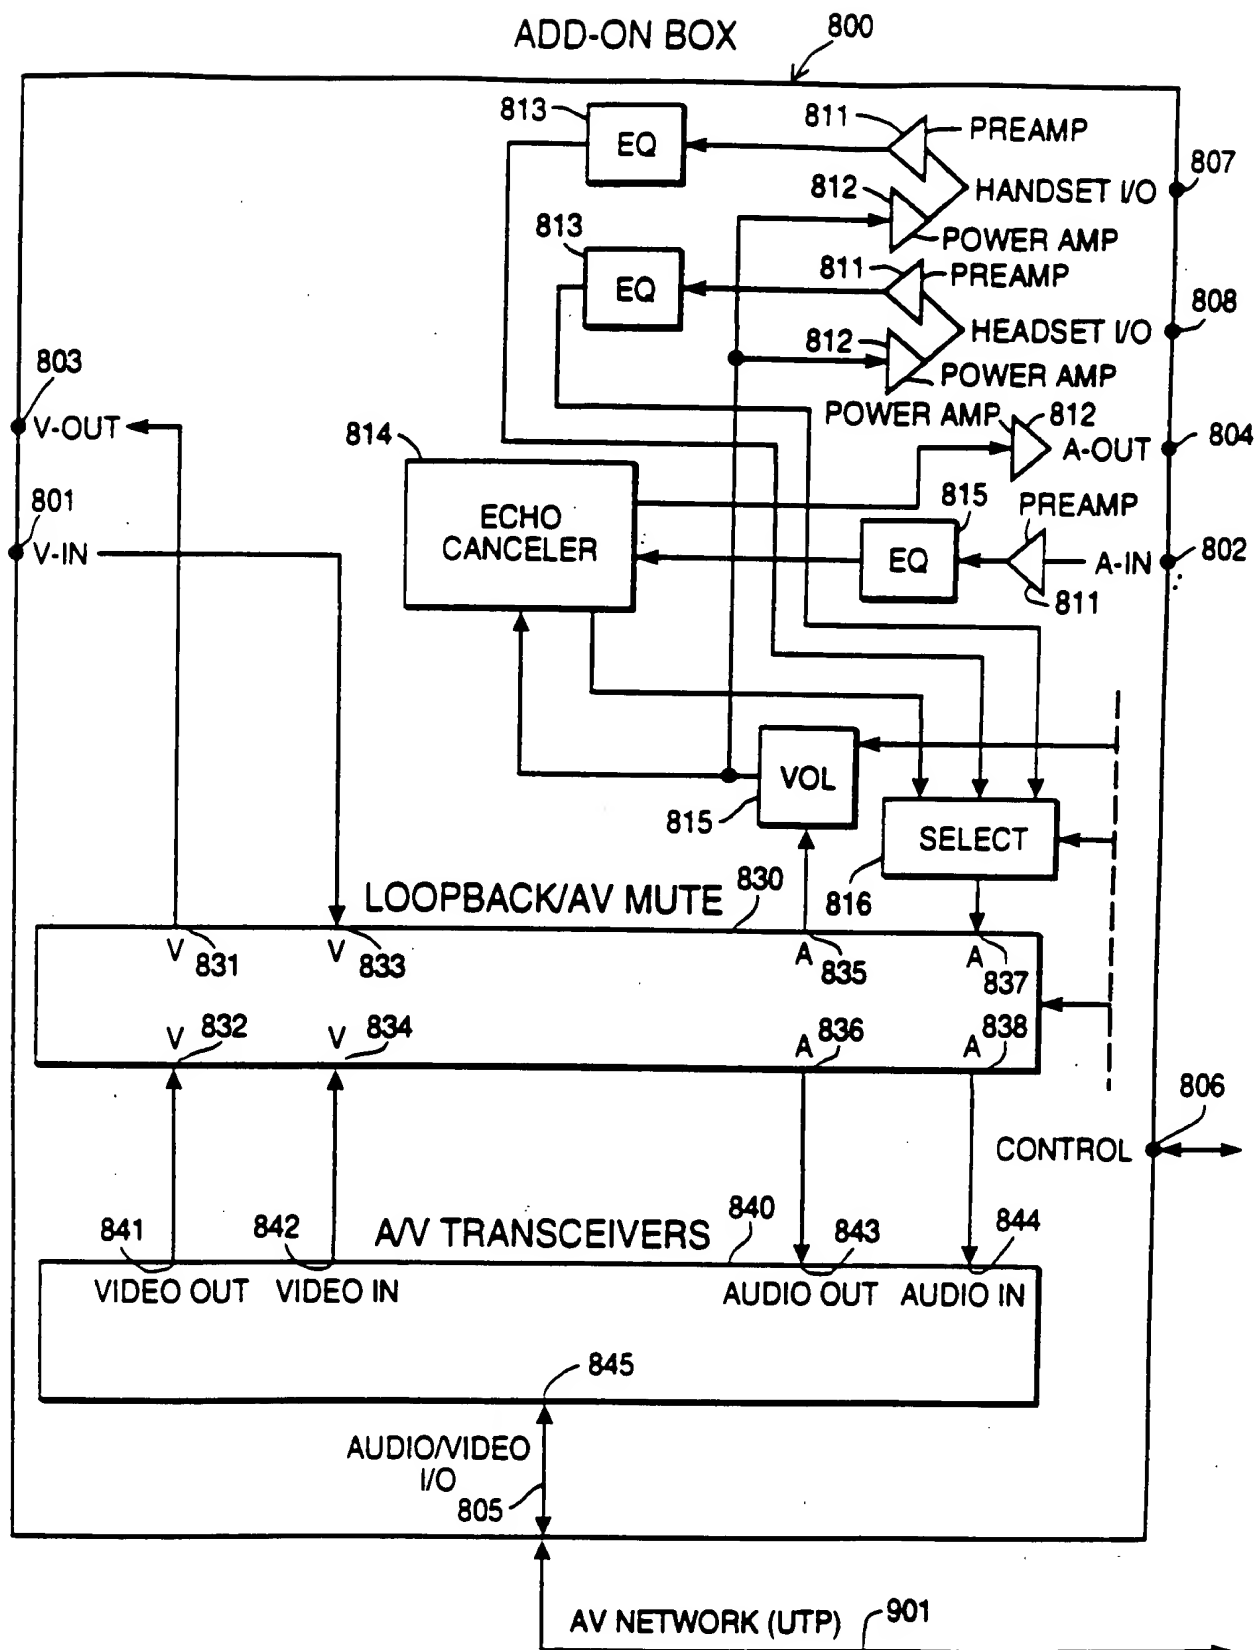 ADD-ON BOX
800
813
EQ
811
PREAMP
807
HANDSET I/O
812
POWER AMP
813
EQ
811
PREAMP
808
HEADSET I/O
812
POWER AMP
803
V-OUT
POWER AMP
812
A-OUT
804
814
ECHO
CANCELER
801
V-IN
815
EQ
PREAMP
811
A-IN
802
VOL
815
SELECT
816
LOOPBACK/AV MUTE
830
V
831
V
833
A
835
A
837
V
832
V
834
A
836
A
838
806
CONTROL
A/V TRANSCEIVERS
840
841
842
843
844
VIDEO OUT
VIDEO IN
AUDIO OUT
AUDIO IN
845
AUDIO/VIDEO
I/O
805
AV NETWORK (UTP)
901